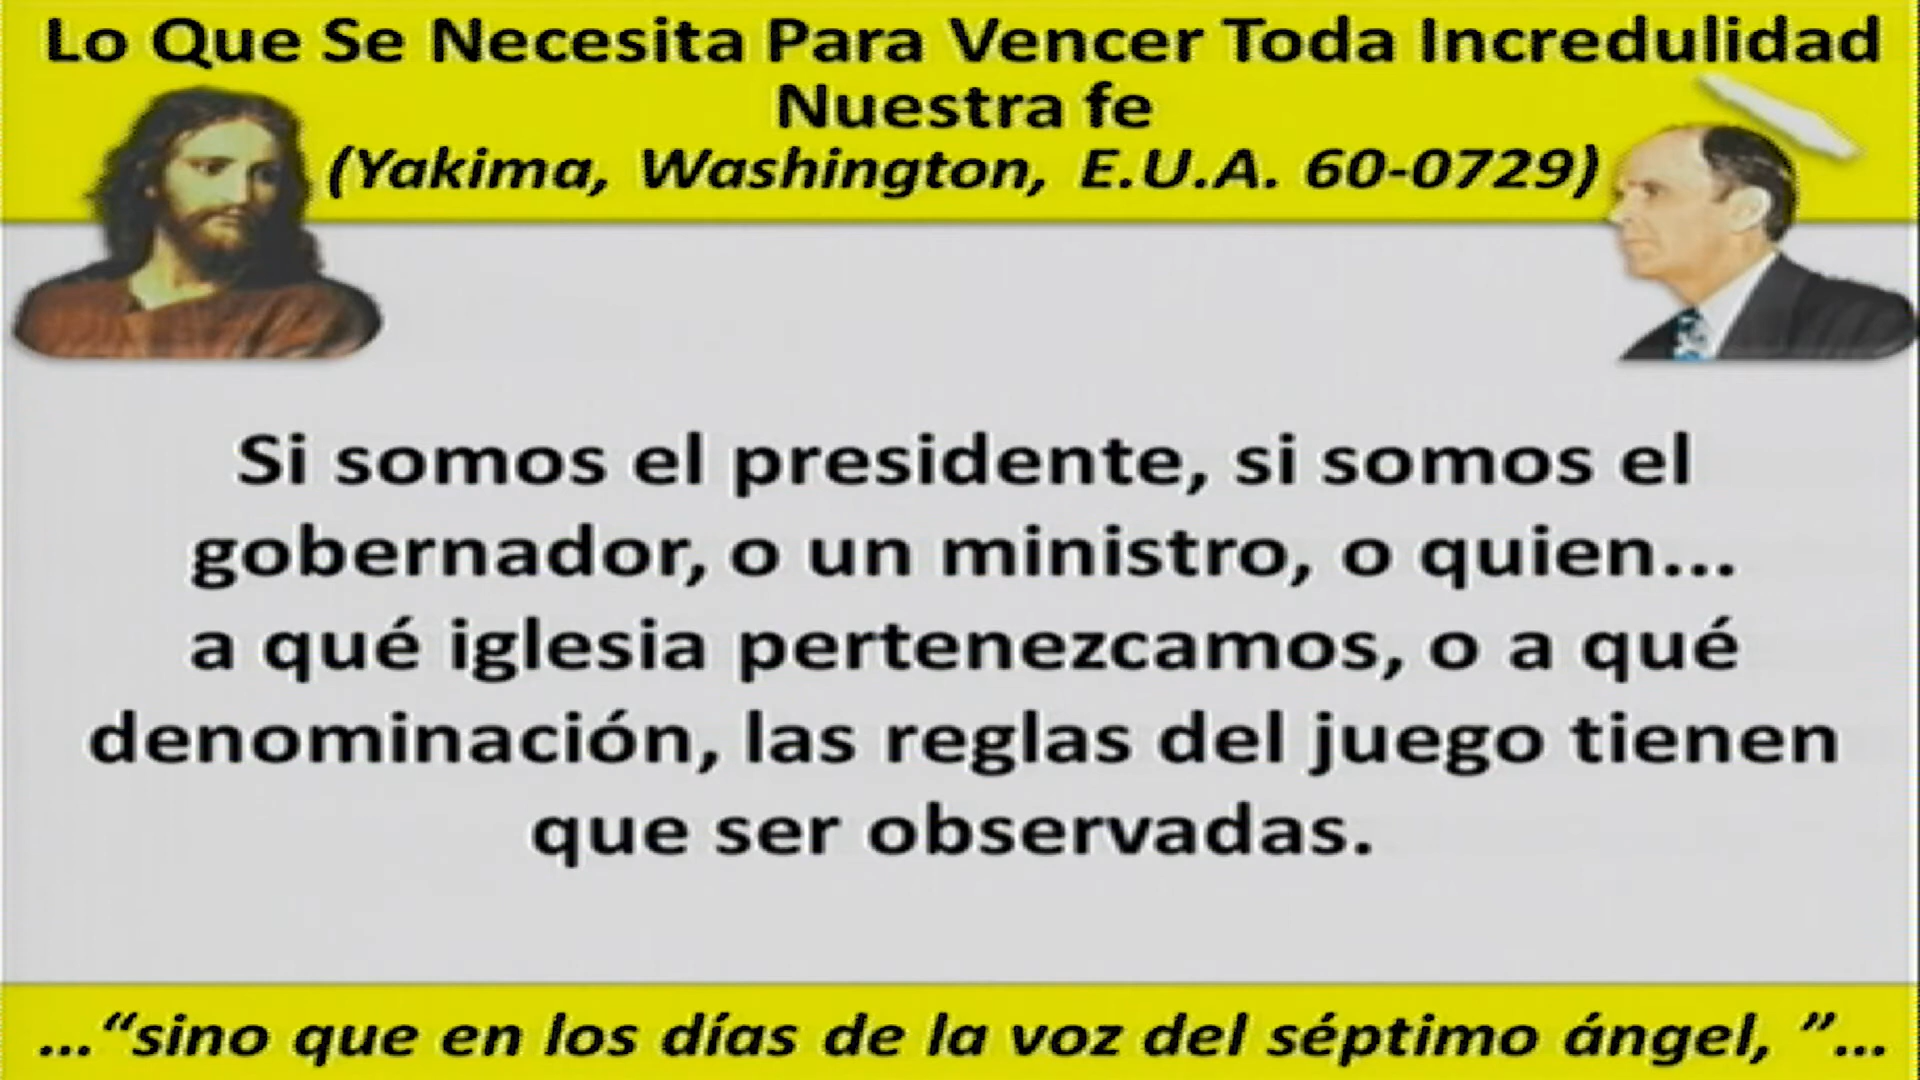 Lo Que Se Necesita Para Vencer Toda Incredulidad
Nuestra fe
(Yakima, Washington, E.U.A. 60-0729)
Si somos el presidente, si somos el
gobernador, o un ministro, o quien...
a qué iglesia pertenezcamos, o a qué
denominación, las reglas del juego tienen
que ser observadas.
...“sino que en los días de la voz del séptimo ángel, ”...